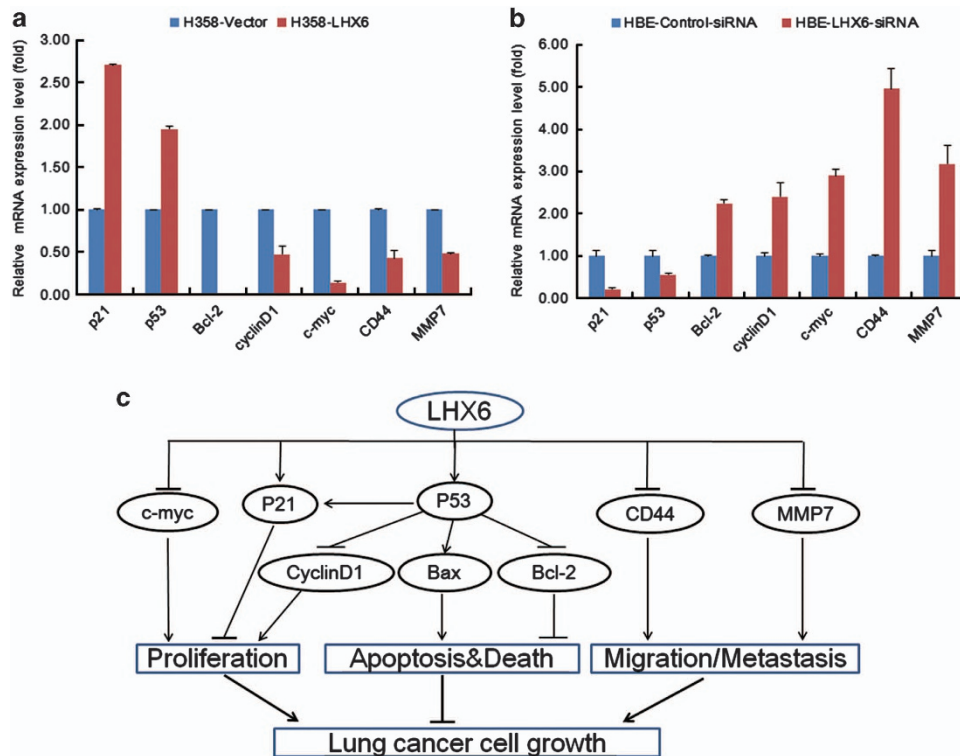 a
H358-Vector H358-LHX6
Relative mRNA expression level (fold)
3.00
2.50
2.00
1.50
1.00
0.50
0.00
p21 p53 Bcl-2 cyclinD1 c-myc CD44 MMP7
b
HBE-Control-siRNA HBE-LHX6-siRNA
Relative mRNA expression level (fold)
6.00
5.00
4.00
3.00
2.00
1.00
0.00
p21 p53 Bcl-2 cyclinD1 c-myc CD44 MMP7
c
LHX6
c-myc P21 P53 CD44 MMP7
CyclinD1 Bax Bcl-2
Proliferation Apoptosis&Death Migration/Metastasis
Lung cancer cell growth